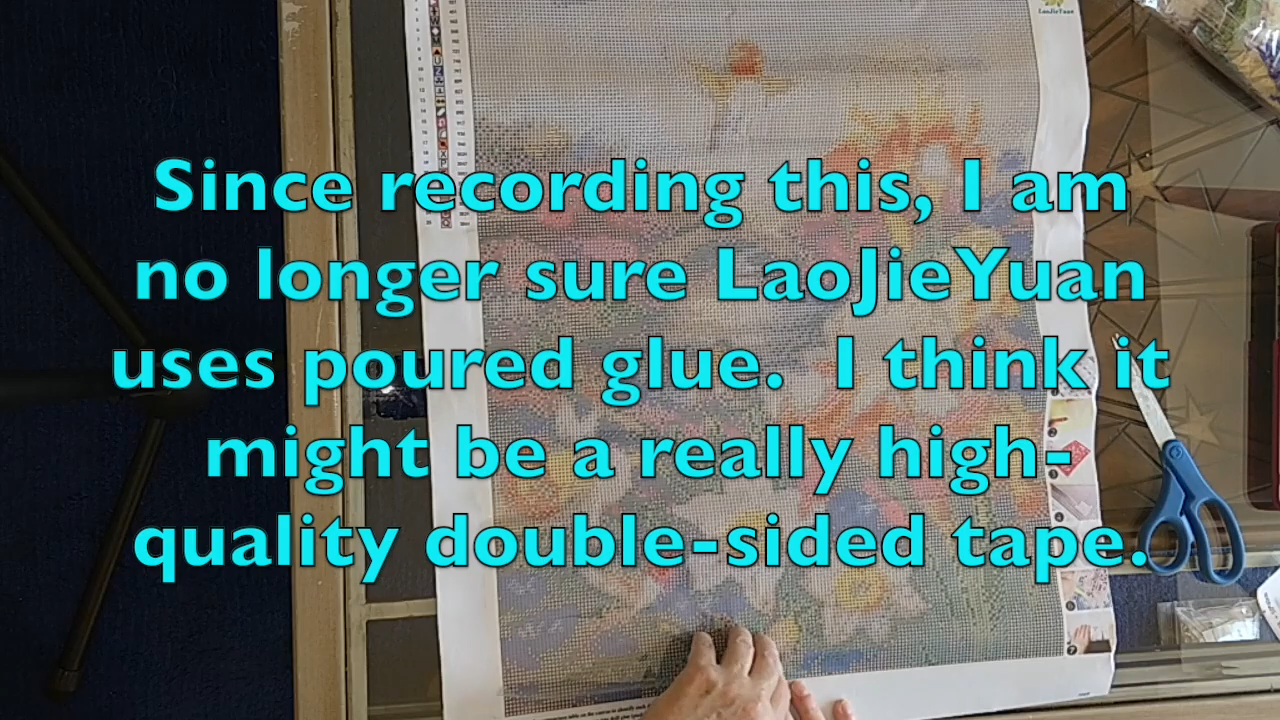 LaoJieYuan
Since recording this, I am
no longer sure LaoJieYuan
uses poured glue.  I think it
might be a really high-
quality double-sided tape.